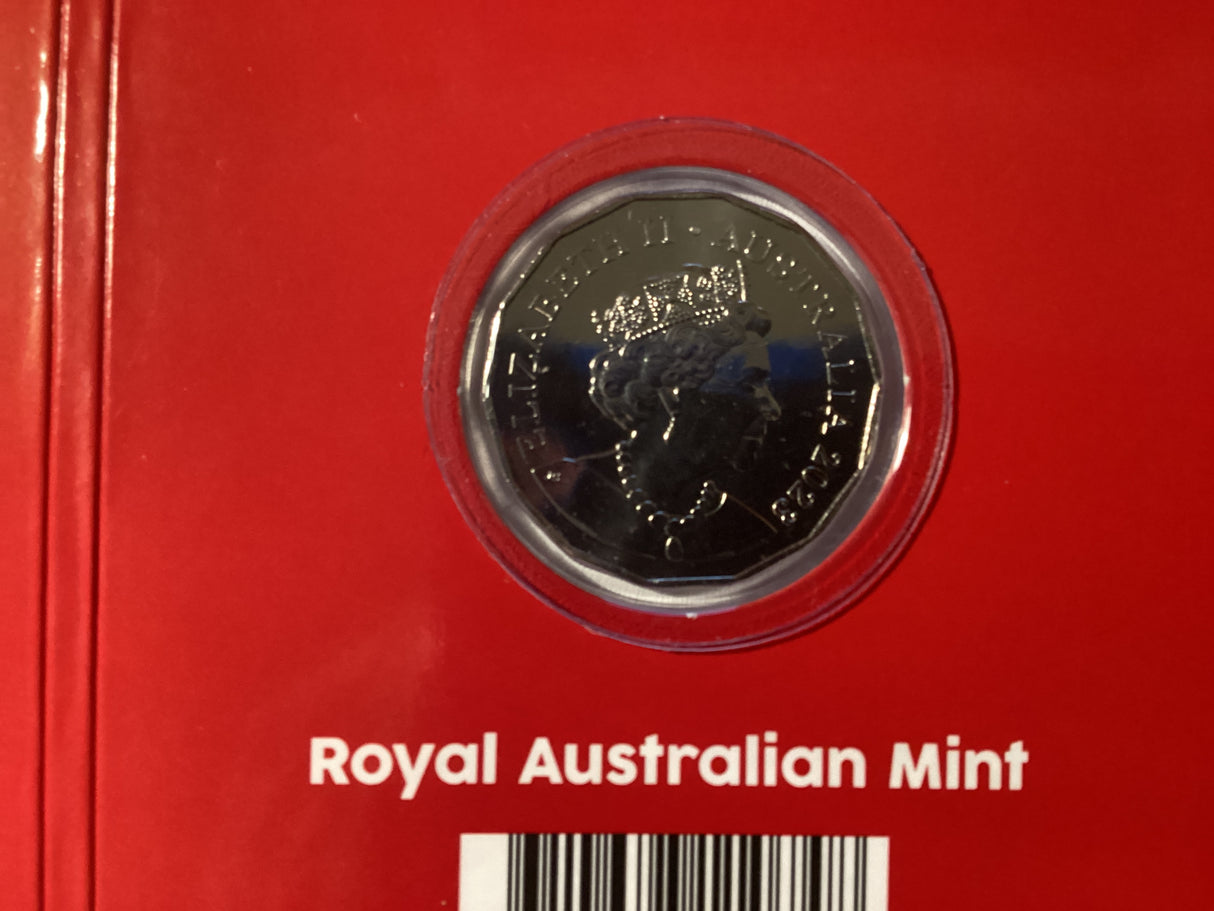 ELIZABETH II · AUSTRALIA 2023
Royal Australian Mint